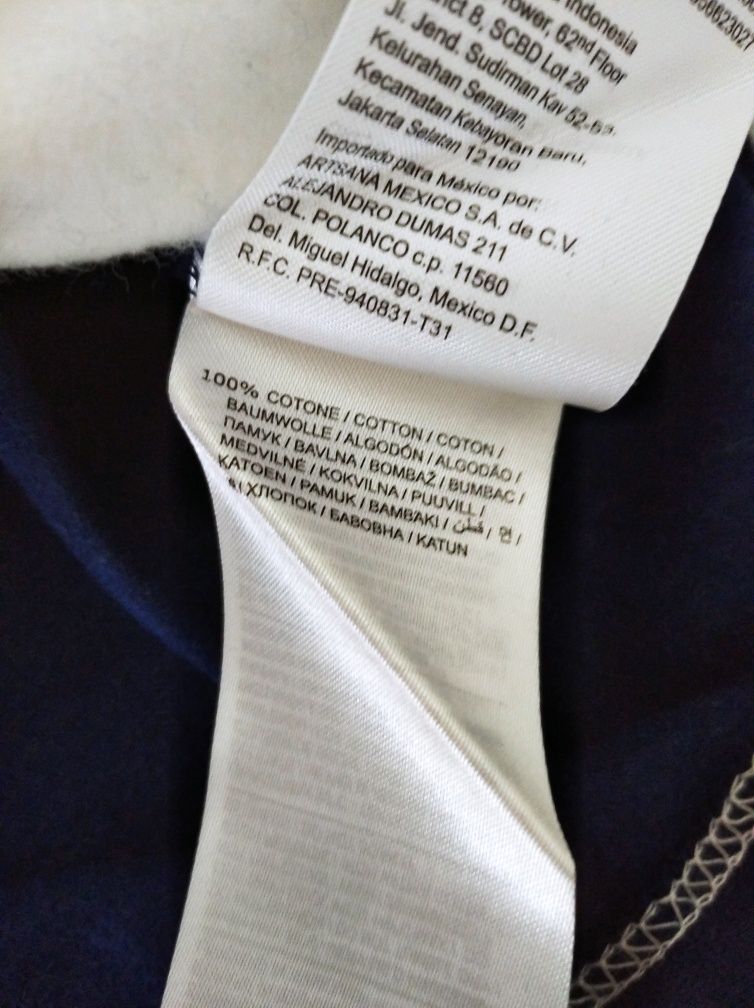 Indonesia
Tower, 62nd Floor
8, SCBD Lot 28
Jl. Jend. Sudirman Kav 52-53.
Kelurahan Senayan,
Kecamatan Kebayoran Baru,
Jakarta Selatan 12190
Importado para México por:
ARTSANA MEXICO S.A. de C.V.
ALEJANDRO DUMAS 211
COL. POLANCO c.p. 11560
Del. Miguel Hidalgo, Mexico D.F.
R.F.C. PRE-940831-T31
100% COTONE / COTTON / COTON /
BAUMWOLLE / ALGODÓN / ALGODÃO /
ПАМУК / BAVLNA / BOMBAŽ / BUMBAC /
MEDVILNĖ / KOKVILNA / PUUVILL /
KATOEN / PAMUK / ΒΑΜΒΑΚΙ / قطن / 면 /
/ ХЛОПОК / БАВОВНА / KATUN